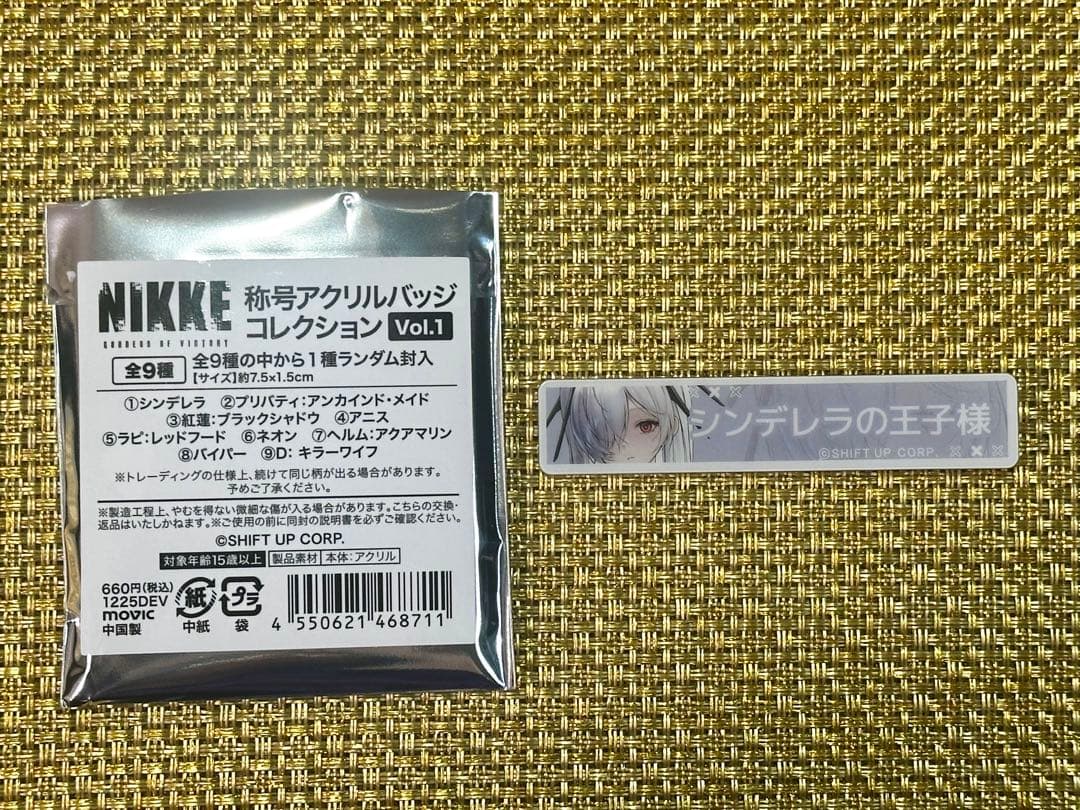 NIKKE
GODDESS OF VICTORY
称号アクリルバッジ
コレクション Vol.1
全9種
全9種の中から1種ランダム封入
【サイズ】約7.5×1.5cm
①シンデレラ ②プリバティ:アンカインド・メイド
③紅蓮:ブラックシャドウ ④アニス
⑤ラピ:レッドフード ⑥ネオン ⑦ヘルム:アクアマリン
⑧バイパー ⑨D: キラーワイフ
※トレーディングの仕様上、続けて同じ柄が出る場合があります。
予めご了承ください。
※製造工程上、やむを得ない微細な傷が入る場合があります。こちらの交換・
返品はいたしかねます。※ご使用の前に同封の説明書を必ずご確認ください。
©SHIFT UP CORP.
対象年齢15歳以上 製品素材 本体:アクリル
660円(税込)
1225DEV
movic
中国製
紙
中紙
プラ
袋
4 550621 468711
シンデレラの王子様
©SHIFT UP CORP.